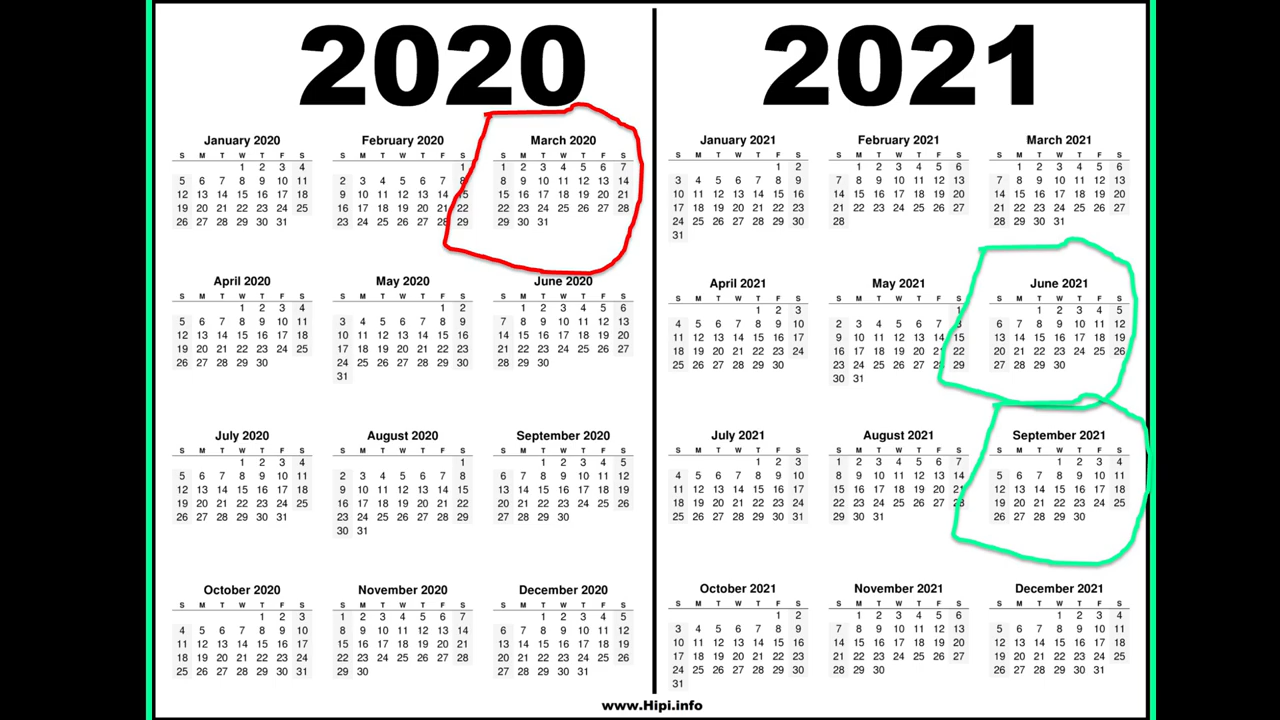 2020
January 2020
S M T W T F S
1 2 3 4
5 6 7 8 9 10 11
12 13 14 15 16 17 18
19 20 21 22 23 24 25
26 27 28 29 30 31
February 2020
S M T W T F S
1
2 3 4 5 6 7 8
9 10 11 12 13 14 15
16 17 18 19 20 21 22
23 24 25 26 27 28 29
March 2020
S M T W T F S
1 2 3 4 5 6 7
8 9 10 11 12 13 14
15 16 17 18 19 20 21
22 23 24 25 26 27 28
29 30 31
April 2020
S M T W T F S
1 2 3 4
5 6 7 8 9 10 11
12 13 14 15 16 17 18
19 20 21 22 23 24 25
26 27 28 29 30
May 2020
S M T W T F S
1 2
3 4 5 6 7 8 9
10 11 12 13 14 15 16
17 18 19 20 21 22 23
24 25 26 27 28 29 30
31
June 2020
S M T W T F S
1 2 3 4 5 6
7 8 9 10 11 12 13
14 15 16 17 18 19 20
21 22 23 24 25 26 27
28 29 30
July 2020
S M T W T F S
1 2 3 4
5 6 7 8 9 10 11
12 13 14 15 16 17 18
19 20 21 22 23 24 25
26 27 28 29 30 31
August 2020
S M T W T F S
1
2 3 4 5 6 7 8
9 10 11 12 13 14 15
16 17 18 19 20 21 22
23 24 25 26 27 28 29
30 31
September 2020
S M T W T F S
1 2 3 4 5
6 7 8 9 10 11 12
13 14 15 16 17 18 19
20 21 22 23 24 25 26
27 28 29 30
October 2020
S M T W T F S
1 2 3
4 5 6 7 8 9 10
11 12 13 14 15 16 17
18 19 20 21 22 23 24
25 26 27 28 29 30 31
November 2020
S M T W T F S
1 2 3 4 5 6 7
8 9 10 11 12 13 14
15 16 17 18 19 20 21
22 23 24 25 26 27 28
29 30
December 2020
S M T W T F S
1 2 3 4 5
6 7 8 9 10 11 12
13 14 15 16 17 18 19
20 21 22 23 24 25 26
27 28 29 30 31
2021
January 2021
S M T W T F S
1 2
3 4 5 6 7 8 9
10 11 12 13 14 15 16
17 18 19 20 21 22 23
24 25 26 27 28 29 30
31
February 2021
S M T W T F S
1 2 3 4 5 6
7 8 9 10 11 12 13
14 15 16 17 18 19 20
21 22 23 24 25 26 27
28
March 2021
S M T W T F S
1 2 3 4 5 6
7 8 9 10 11 12 13
14 15 16 17 18 19 20
21 22 23 24 25 26 27
28 29 30 31
April 2021
S M T W T F S
1 2 3
4 5 6 7 8 9 10
11 12 13 14 15 16 17
18 19 20 21 22 23 24
25 26 27 28 29 30
May 2021
S M T W T F S
1
2 3 4 5 6 7 8
9 10 11 12 13 14 15
16 17 18 19 20 21 22
23 24 25 26 27 28 29
30 31
June 2021
S M T W T F S
1 2 3 4 5
6 7 8 9 10 11 12
13 14 15 16 17 18 19
20 21 22 23 24 25 26
27 28 29 30
July 2021
S M T W T F S
1 2 3
4 5 6 7 8 9 10
11 12 13 14 15 16 17
18 19 20 21 22 23 24
25 26 27 28 29 30 31
August 2021
S M T W T F S
1 2 3 4 5 6 7
8 9 10 11 12 13 14
15 16 17 18 19 20 21
22 23 24 25 26 27 28
29 30 31
September 2021
S M T W T F S
1 2 3 4
5 6 7 8 9 10 11
12 13 14 15 16 17 18
19 20 21 22 23 24 25
26 27 28 29 30
October 2021
S M T W T F S
1 2
3 4 5 6 7 8 9
10 11 12 13 14 15 16
17 18 19 20 21 22 23
24 25 26 27 28 29 30
31
November 2021
S M T W T F S
1 2 3 4 5 6
7 8 9 10 11 12 13
14 15 16 17 18 19 20
21 22 23 24 25 26 27
28 29 30
December 2021
S M T W T F S
1 2 3 4
5 6 7 8 9 10 11
12 13 14 15 16 17 18
19 20 21 22 23 24 25
26 27 28 29 30 31
www.Hipi.info